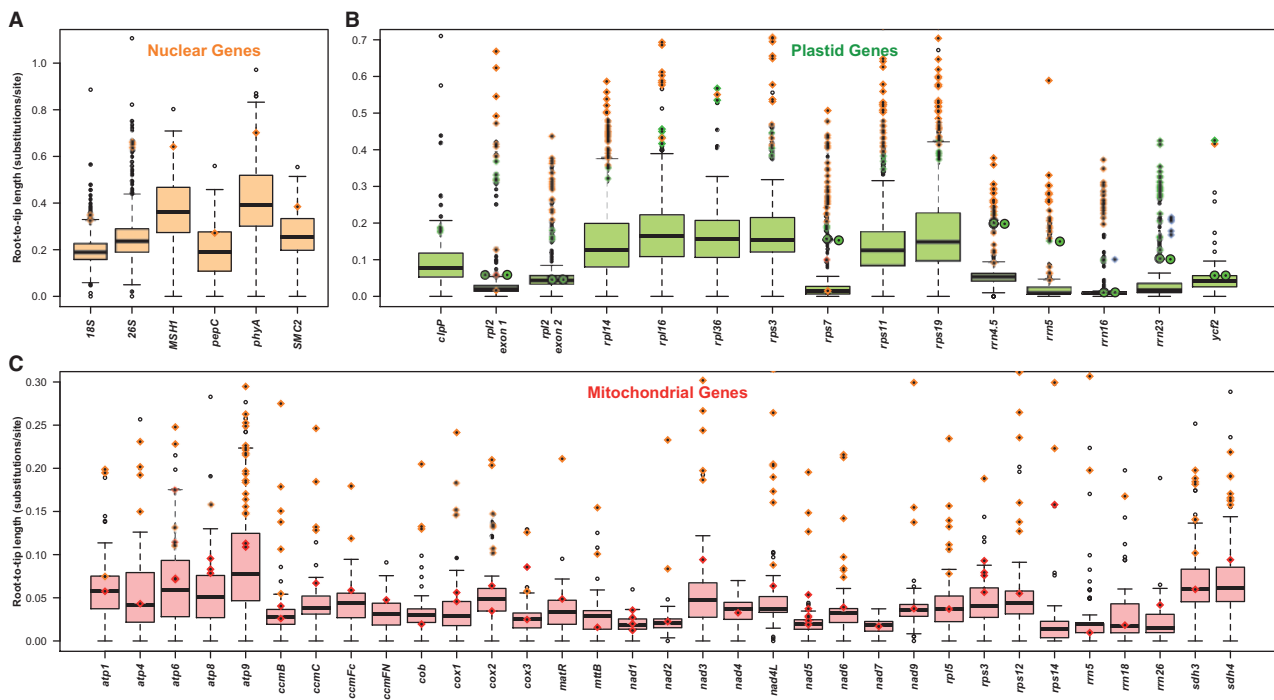 A
B
Nuclear Genes
Plastid Genes
Root-to-tip length (substitutions/site)
1.0
0.8
0.6
0.4
0.2
0.0
18S
26S
MSH1
pepC
phyA
SMC2
0.7
0.6
0.5
0.4
0.3
0.2
0.1
0.0
clpP
rpl2
exon 1
rpl2
exon 2
rpl14
rpl16
rpl36
rps3
rps7
rps11
rps19
rrn4.5
rrn5
rrn16
rrn23
ycf2
C
Mitochondrial Genes
Root-to-tip length (substitutions/site)
0.30
0.20
0.15
0.10
0.05
0.00
atp1
atp4
atp6
atp8
atp9
ccmB
ccmC
ccmFc
ccmFN
cob
cox1
cox2
cox3
matR
mttB
nad1
nad2
nad3
nad4
nad4L
nad5
nad6
nad7
nad9
rpl5
rps3
rps12
rps14
rrn5
rrn18
rrn26
sdh3
sdh4